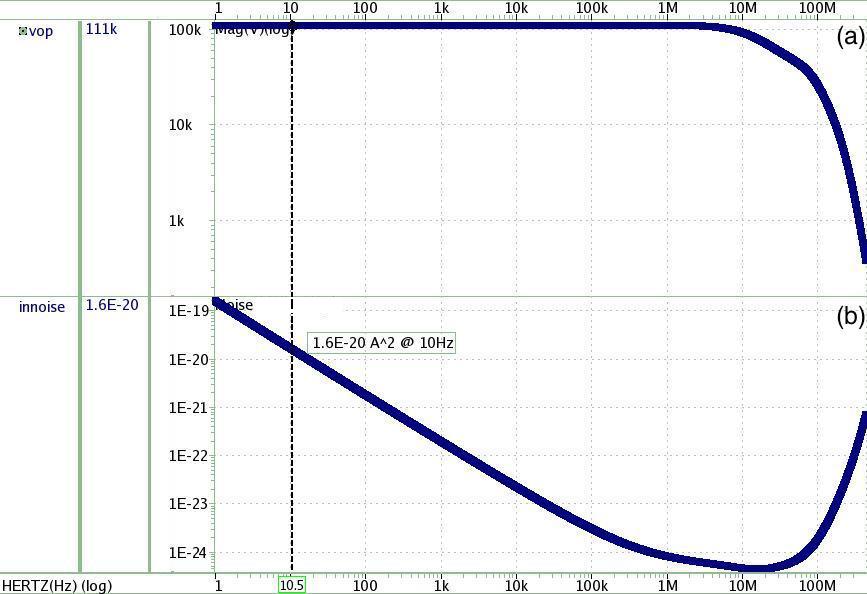 1 10 100 1k 10k 100k 1M 10M 100M
vop 111k 100k Mag(V)(log) (a)
10k
1k
innoise 1.6E-20 1E-19 Noise (b)
1.6E-20 A^2 @ 10Hz
1E-20
1E-21
1E-22
1E-23
1E-24
HERTZ(Hz) (log) 1 10.5 100 1k 10k 100k 1M 10M 100M